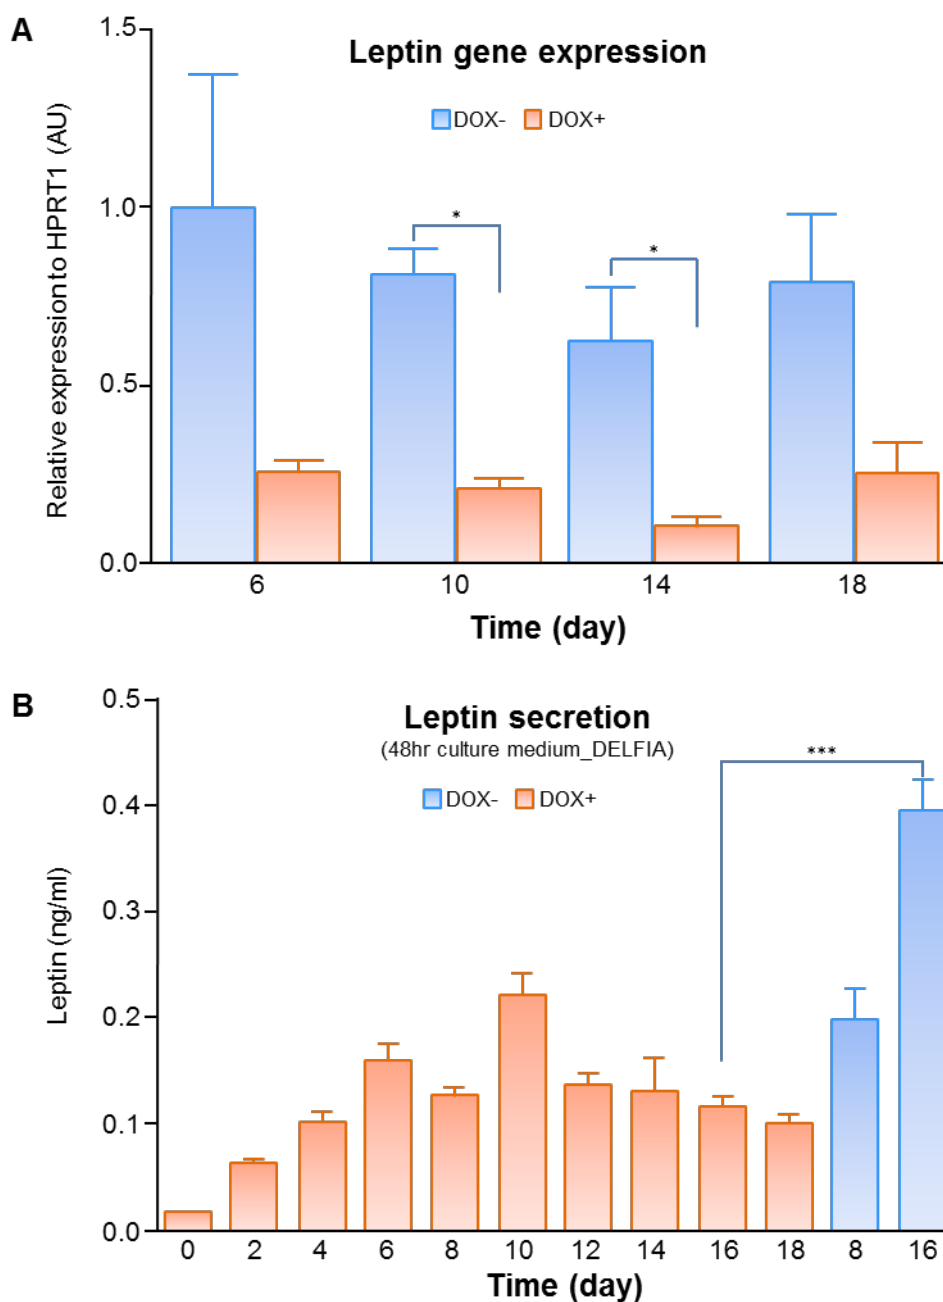 A
Leptin gene expression
DOX- DOX+
Relative expression to HPRT1 (AU)
1.5
1.0
0.5
0.0
*
*
6 10 14 18
Time (day)
B
Leptin secretion
(48hr culture medium_DELFIA)
DOX- DOX+
Leptin (ng/ml)
0.5
0.4
0.3
0.2
0.1
0.0
***
0 2 4 6 8 10 12 14 16 18 8 16
Time (day)